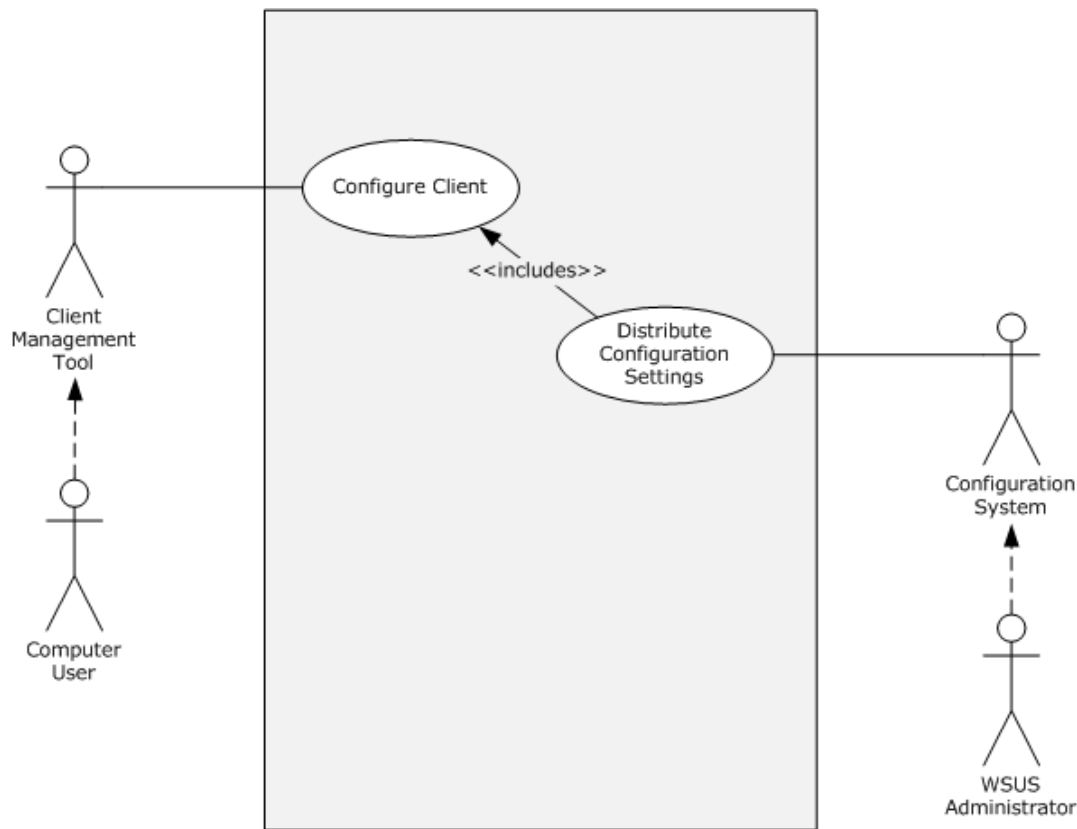 Configure Client
<<includes>>
Client
Management
Tool
Distribute
Configuration
Settings
Configuration
System
Computer
User
WSUS
Administrator